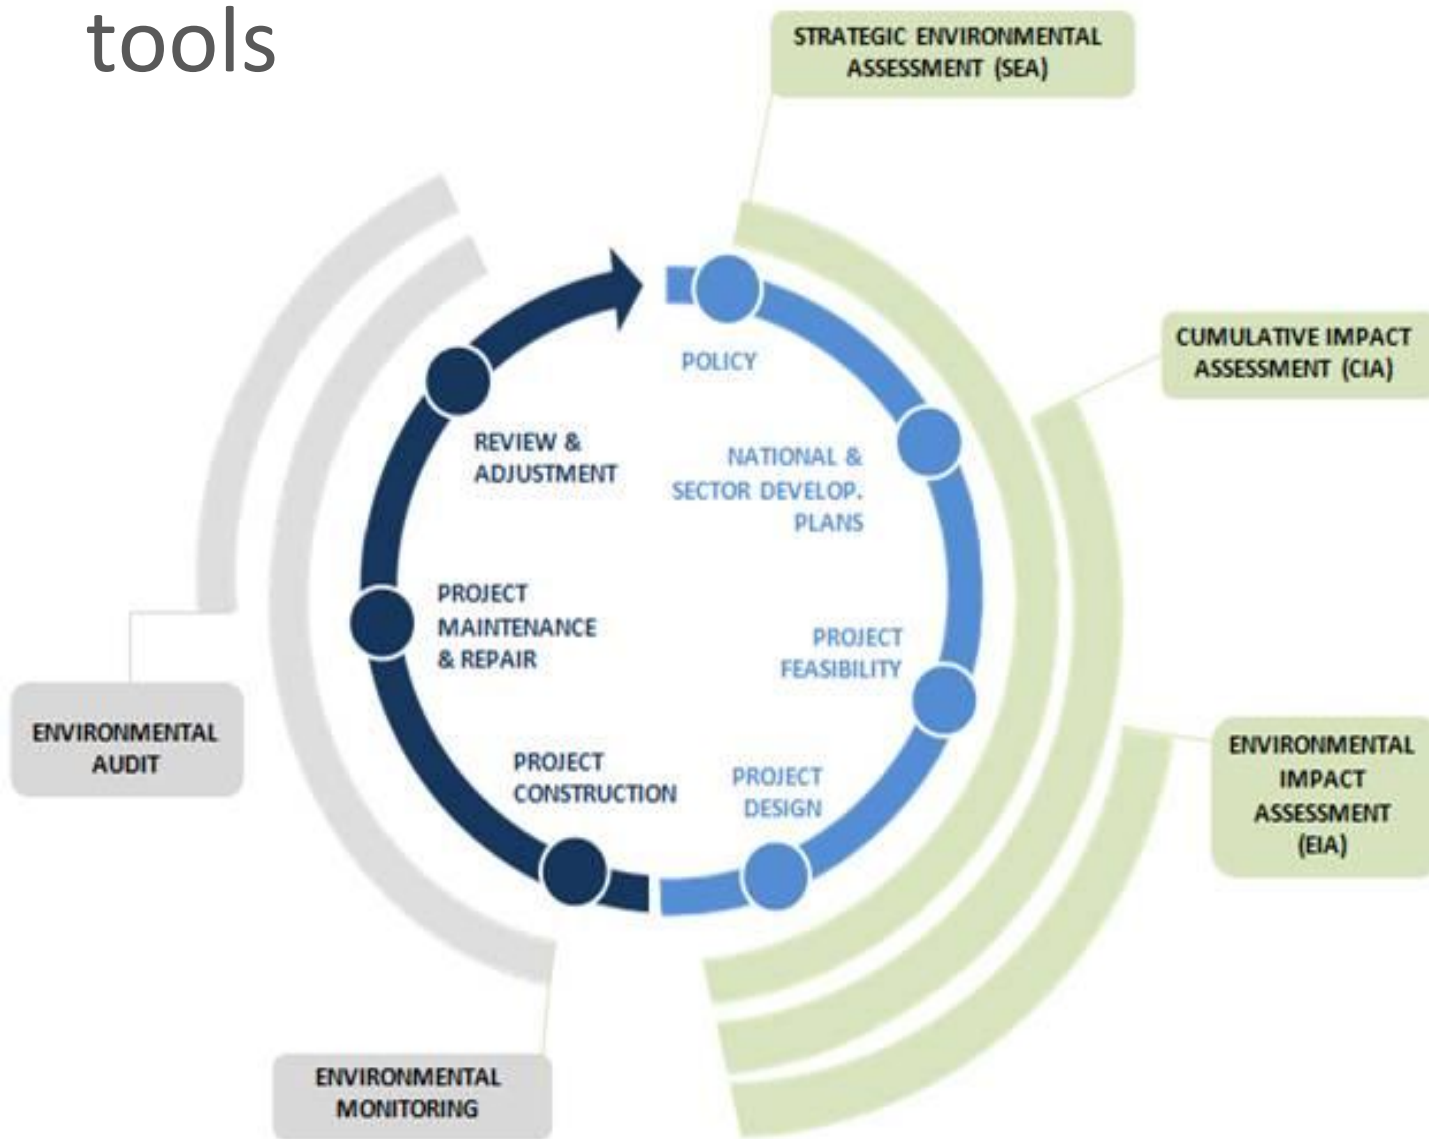 tools
STRATEGIC ENVIRONMENTAL
ASSESSMENT (SEA)
CUMULATIVE IMPACT
ASSESSMENT (CIA)
ENVIRONMENTAL
IMPACT
ASSESSMENT
(EIA)
POLICY
NATIONAL &
SECTOR DEVELOP.
PLANS
PROJECT
FEASIBILITY
PROJECT
DESIGN
PROJECT
CONSTRUCTION
PROJECT
MAINTENANCE
& REPAIR
REVIEW &
ADJUSTMENT
ENVIRONMENTAL
AUDIT
ENVIRONMENTAL
MONITORING